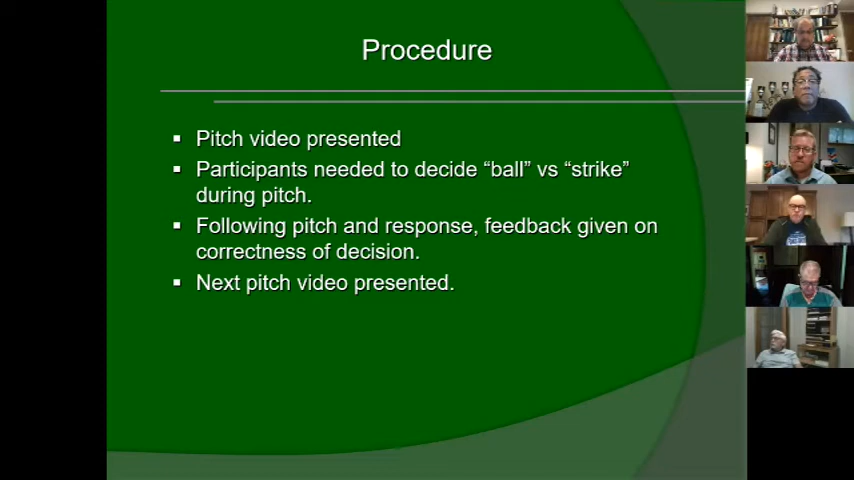 Procedure
▪ Pitch video presented
▪ Participants needed to decide “ball” vs “strike”
during pitch.
▪ Following pitch and response, feedback given on
correctness of decision.
▪ Next pitch video presented.